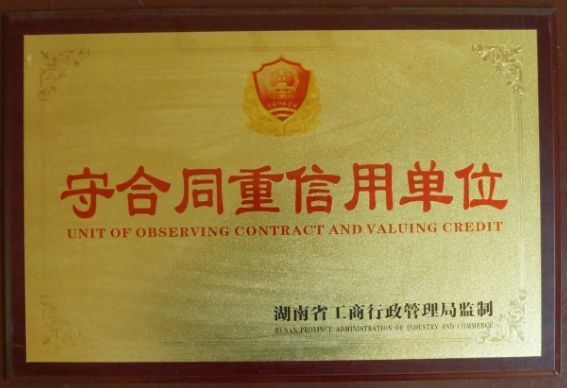 守合同重信用单位
UNIT OF OBSERVING CONTRACT AND VALUING CREDIT
湖南省工商行政管理局监制
HUNAN PROVINCE ADMINISTRATION OF INDUSTRY AND COMMERCE